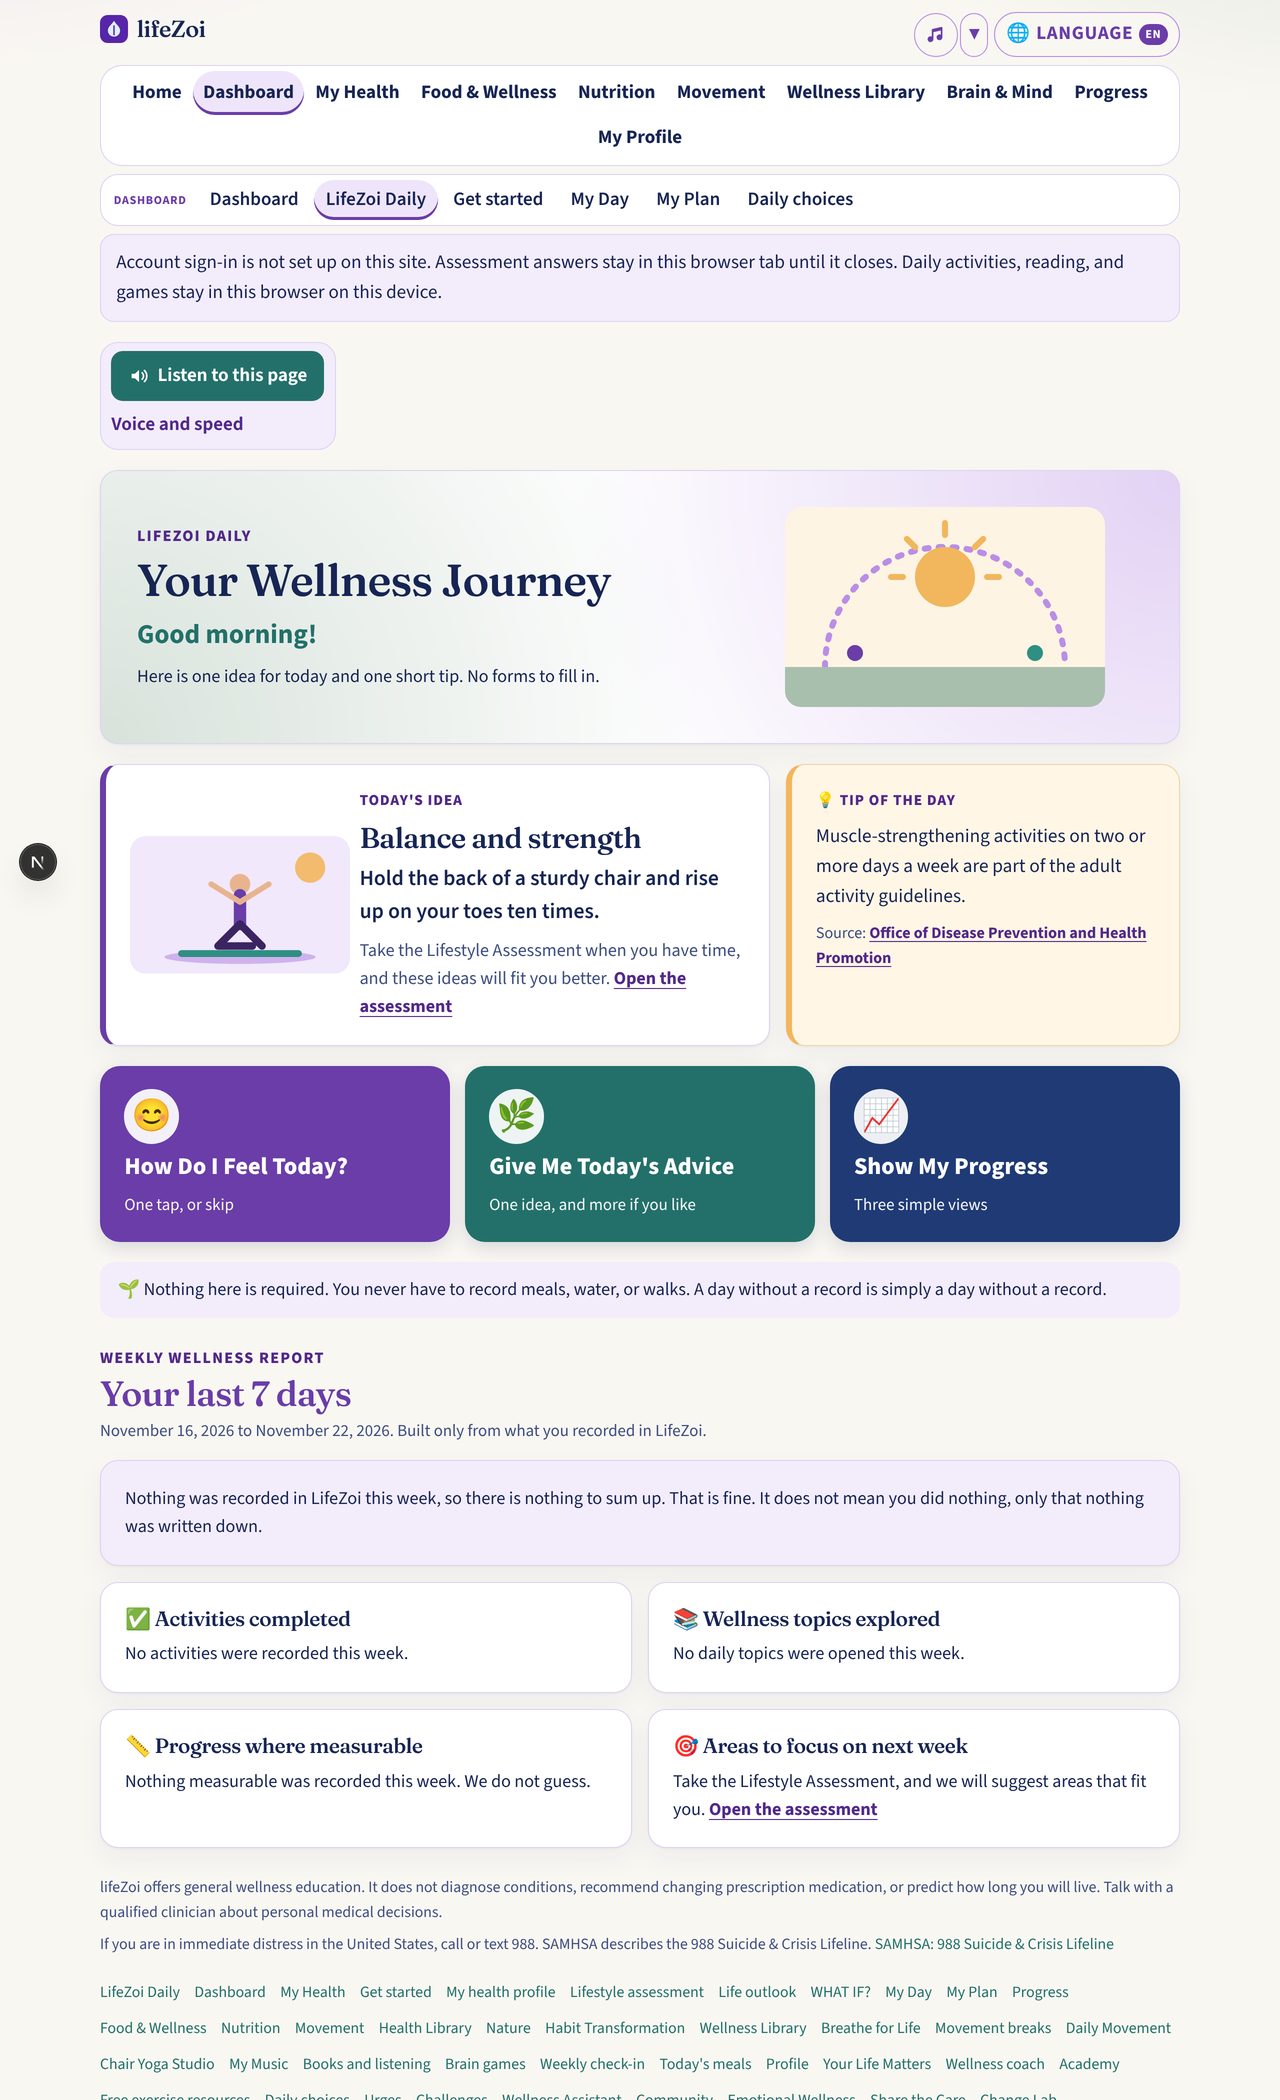 lifeZoi
LANGUAGE EN
Home Dashboard My Health Food & Wellness Nutrition Movement Wellness Library Brain & Mind Progress
My Profile
DASHBOARD Dashboard LifeZoi Daily Get started My Day My Plan Daily choices
Account sign-in is not set up on this site. Assessment answers stay in this browser tab until it closes. Daily activities, reading, and
games stay in this browser on this device.
Listen to this page
Voice and speed
LIFEZOI DAILY
Your Wellness Journey
Good morning!
Here is one idea for today and one short tip. No forms to fill in.
N
TODAY'S IDEA
Balance and strength
Hold the back of a sturdy chair and rise
up on your toes ten times.
Take the Lifestyle Assessment when you have time,
and these ideas will fit you better. Open the
assessment
TIP OF THE DAY
Muscle-strengthening activities on two or
more days a week are part of the adult
activity guidelines.
Source: Office of Disease Prevention and Health
Promotion
How Do I Feel Today?
One tap, or skip
Give Me Today's Advice
One idea, and more if you like
Show My Progress
Three simple views
Nothing here is required. You never have to record meals, water, or walks. A day without a record is simply a day without a record.
WEEKLY WELLNESS REPORT
Your last 7 days
November 16, 2026 to November 22, 2026. Built only from what you recorded in LifeZoi.
Nothing was recorded in LifeZoi this week, so there is nothing to sum up. That is fine. It does not mean you did nothing, only that nothing
was written down.
Activities completed
No activities were recorded this week.
Wellness topics explored
No daily topics were opened this week.
Progress where measurable
Nothing measurable was recorded this week. We do not guess.
Areas to focus on next week
Take the Lifestyle Assessment, and we will suggest areas that fit
you. Open the assessment
lifeZoi offers general wellness education. It does not diagnose conditions, recommend changing prescription medication, or predict how long you will live. Talk with a
qualified clinician about personal medical decisions.
If you are in immediate distress in the United States, call or text 988. SAMHSA describes the 988 Suicide & Crisis Lifeline. SAMHSA: 988 Suicide & Crisis Lifeline
LifeZoi Daily Dashboard My Health Get started My health profile Lifestyle assessment Life outlook WHAT IF? My Day My Plan Progress
Food & Wellness Nutrition Movement Health Library Nature Habit Transformation Wellness Library Breathe for Life Movement breaks Daily Movement
Chair Yoga Studio My Music Books and listening Brain games Weekly check-in Today's meals Profile Your Life Matters Wellness coach Academy
Free exercise resources Daily choices Urges Challenges Wellness Assistant Community Emotional Wellness Share the Care Change Lab